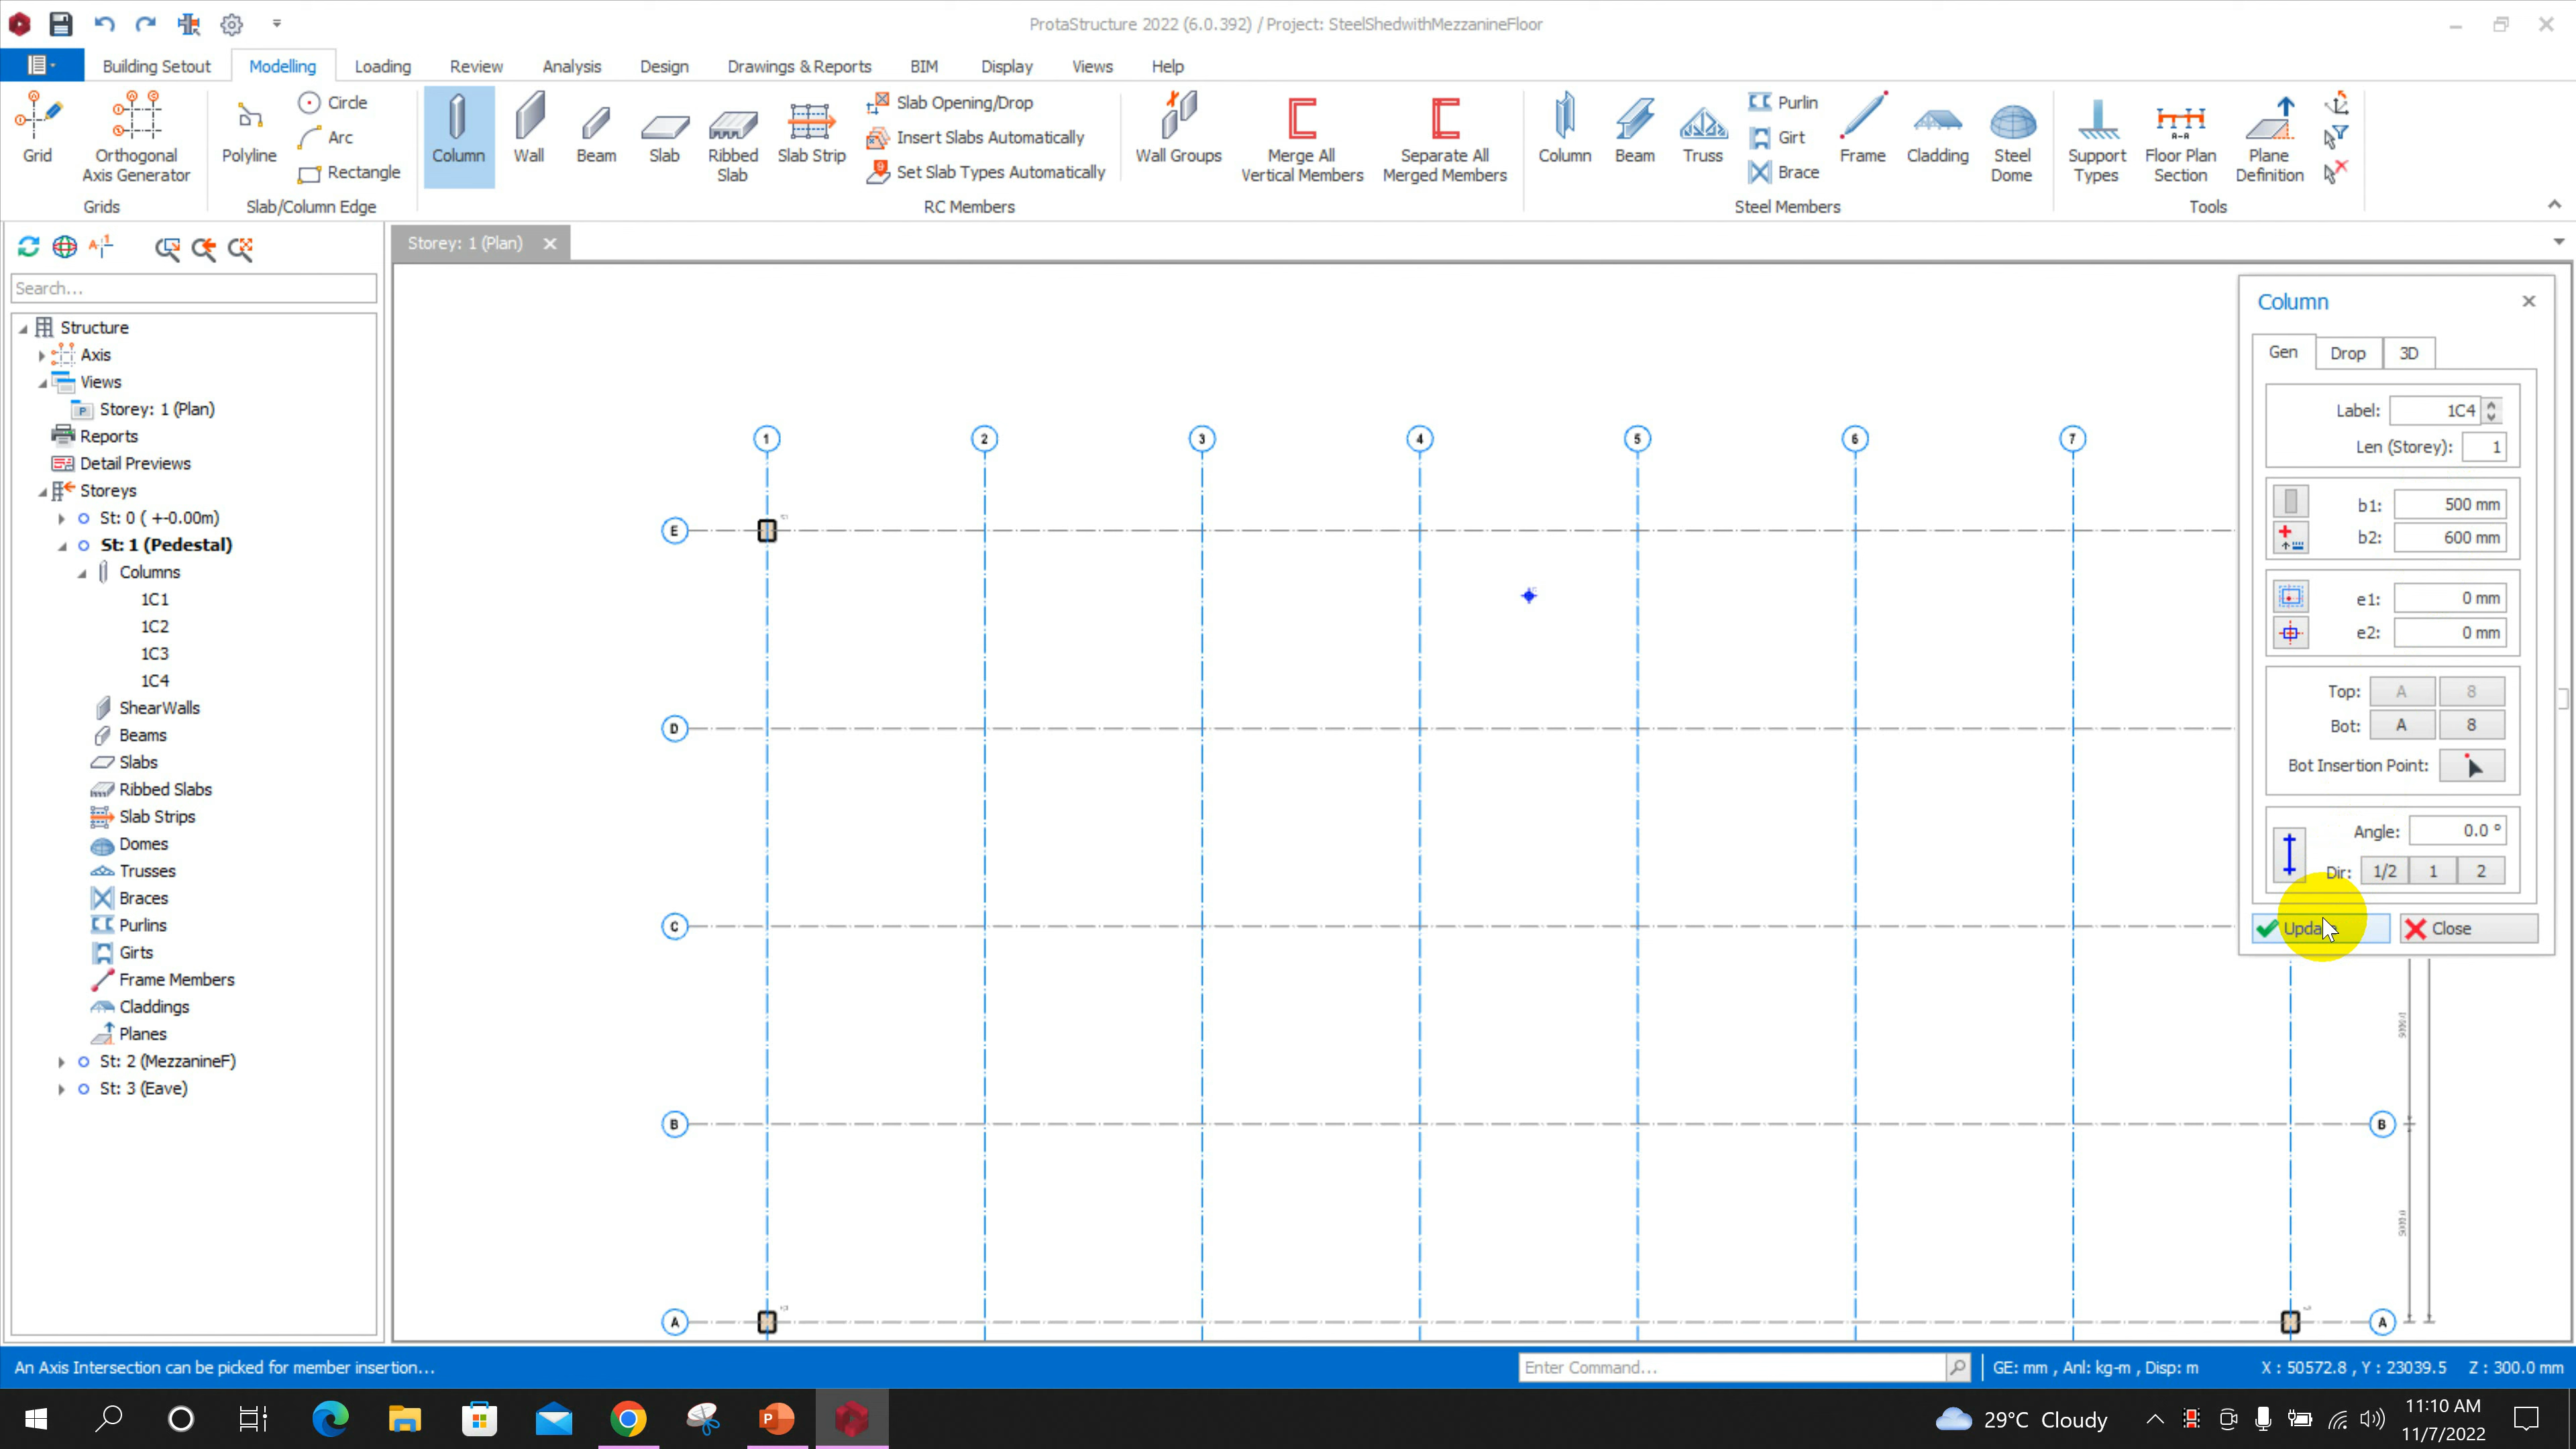 ProtaStructure 2022 (6.0.392) / Project: SteelShedwithMezzanineFloor
Building Setout
Modelling
Loading
Review
Analysis
Design
Drawings & Reports
BIM
Display
Views
Help
Grid
Orthogonal
Axis Generator
Grids
Polyline
Circle
Arc
Rectangle
Slab/Column Edge
Column
Wall
Beam
Slab
Ribbed
Slab
Slab Strip
Slab Opening/Drop
Insert Slabs Automatically
Set Slab Types Automatically
Wall Groups
Merge All
Vertical Members
Separate All
Merged Members
RC Members
Column
Beam
Truss
Purlin
Girt
Brace
Frame
Cladding
Steel
Dome
Steel Members
Support
Types
Floor Plan
Section
Plane
Definition
Tools
Search...
Structure
Axis
Views
Storey: 1 (Plan)
Reports
Detail Previews
Storeys
St: 0 ( +-0.00m)
St: 1 (Pedestal)
Columns
1C1
1C2
1C3
1C4
ShearWalls
Beams
Slabs
Ribbed Slabs
Slab Strips
Domes
Trusses
Braces
Purlins
Girts
Frame Members
Claddings
Planes
St: 2 (MezzanineF)
St: 3 (Eave)
Storey: 1 (Plan)
1 2 3 4 5 6 7
E
D
C
B B
A A
Column
Gen Drop 3D
Label: 1C4
Len (Storey): 1
b1: 500 mm
b2: 600 mm
e1: 0 mm
e2: 0 mm
Top: A 8
Bot: A 8
Bot Insertion Point:
Angle: 0.0 °
Dir: 1/2 1 2
Close
An Axis Intersection can be picked for member insertion...
Enter Command...
GE: mm , Anl: kg-m , Disp: m
X : 50572.8 , Y : 23039.5
Z : 300.0 mm
29°C Cloudy
11:10 AM
11/7/2022